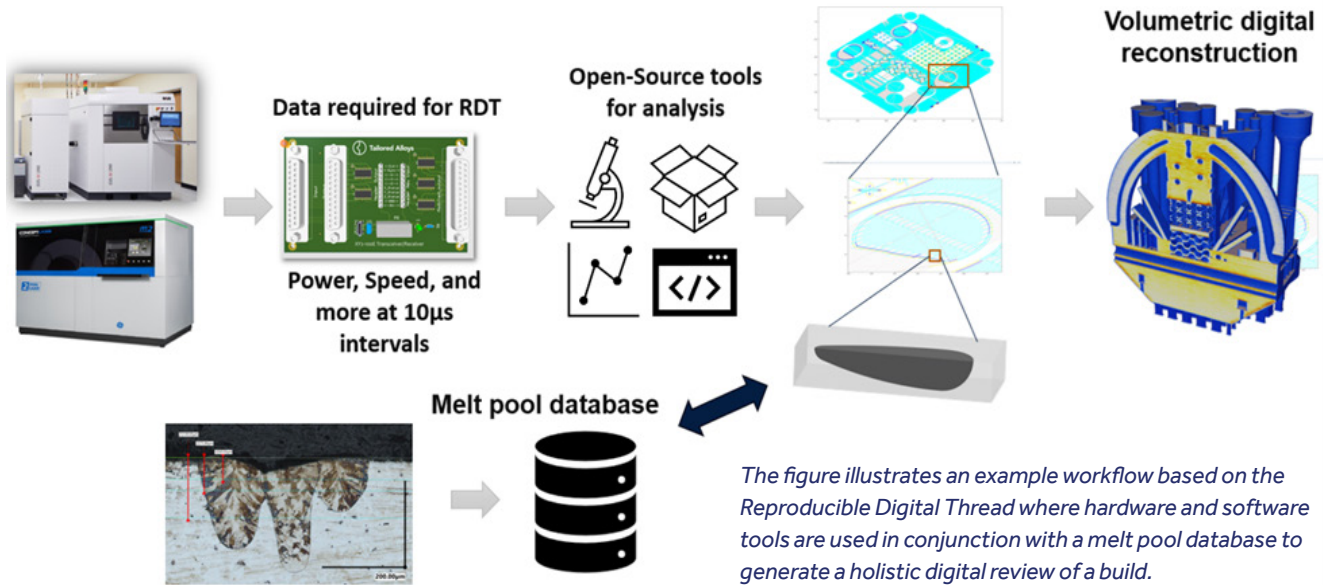 Volumetric digital
reconstruction
Open-Source tools
for analysis
Data required for RDT
Tailored Alloys
Power, Speed, and
more at 10µs
intervals
</>
Melt pool database
200.00µm
The figure illustrates an example workflow based on the
Reproducible Digital Thread where hardware and software
tools are used in conjunction with a melt pool database to
generate a holistic digital review of a build.